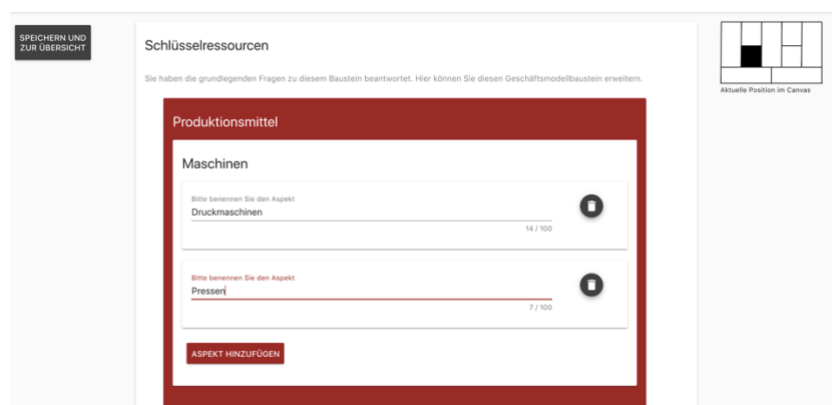 SPEICHERN UND
ZUR ÜBERSICHT
Schlüsselressourcen
Sie haben die grundlegenden Fragen zu diesem Baustein beantwortet. Hier können Sie diesen Geschäftsmodellbaustein erweitern.
Aktuelle Position im Canvas
Produktionsmittel
Maschinen
Bitte benennen Sie den Aspekt
Druckmaschinen
14 / 100
Bitte benennen Sie den Aspekt
Pressen
7 / 100
ASPEKT HINZUFÜGEN